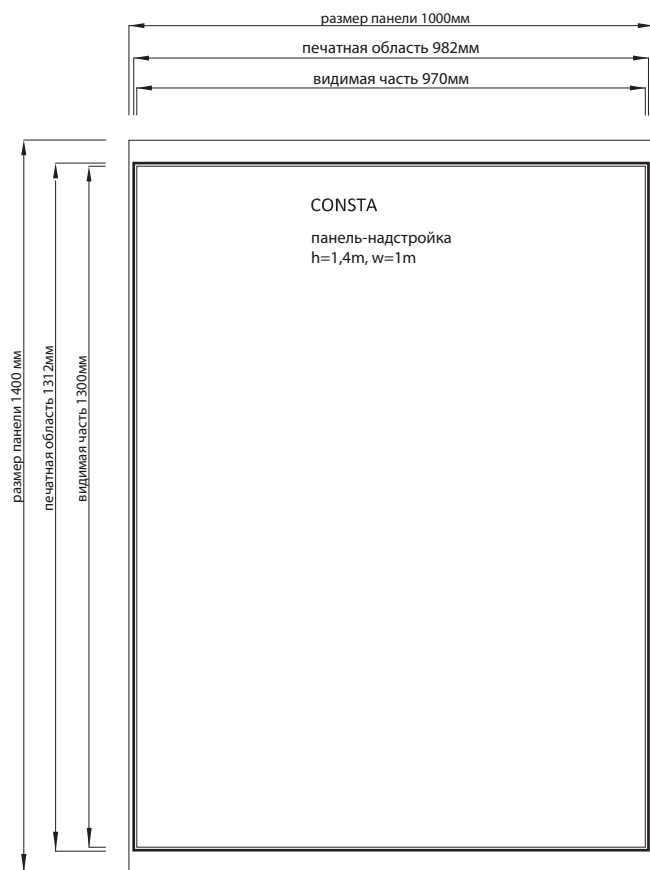 размер панели 1000мм
печатная область 982мм
видимая часть 970мм
CONSTA
панель-надстройка
h=1,4m, w=1m
размер панели 1400 мм
печатная область 1312мм
видимая часть 1300мм